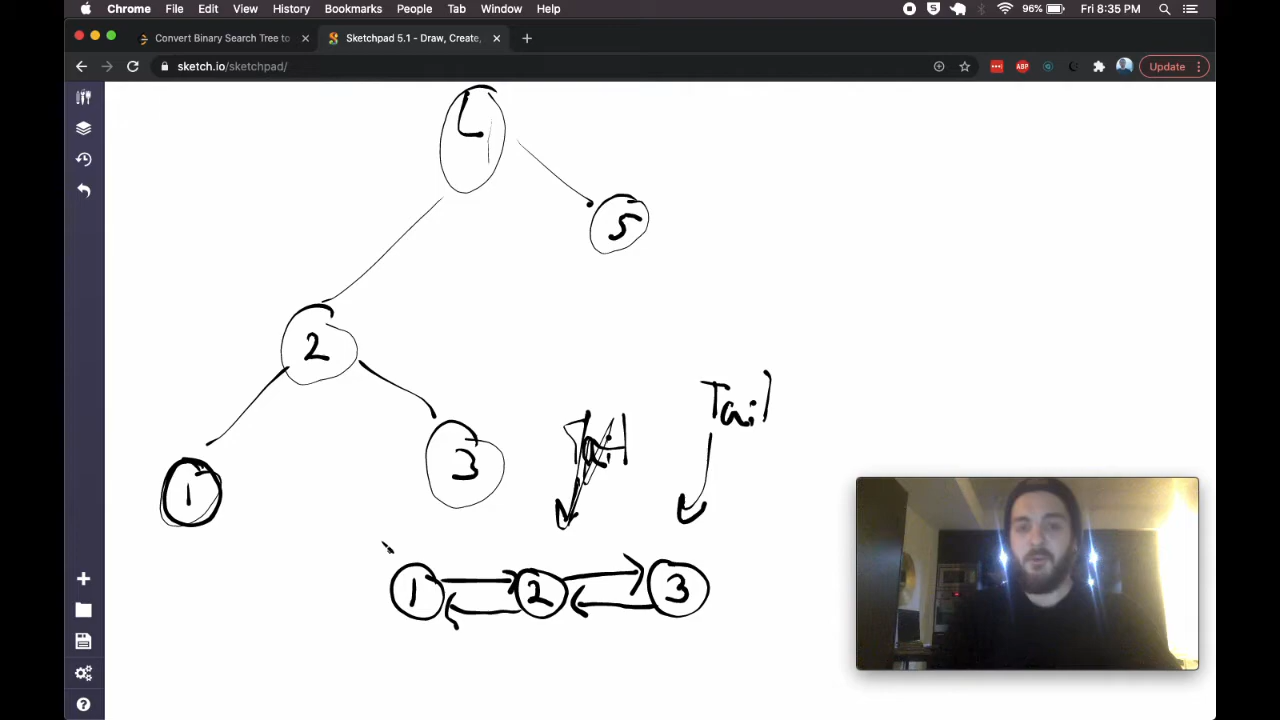 Chrome File Edit View History Bookmarks People Tab Window Help 96% Fri 8:35 PM
Convert Binary Search Tree to Sketchpad 5.1 - Draw, Create,
sketch.io/sketchpad/ ABP Update
4
5
2
Tail
1 3 Tail
1 2 3